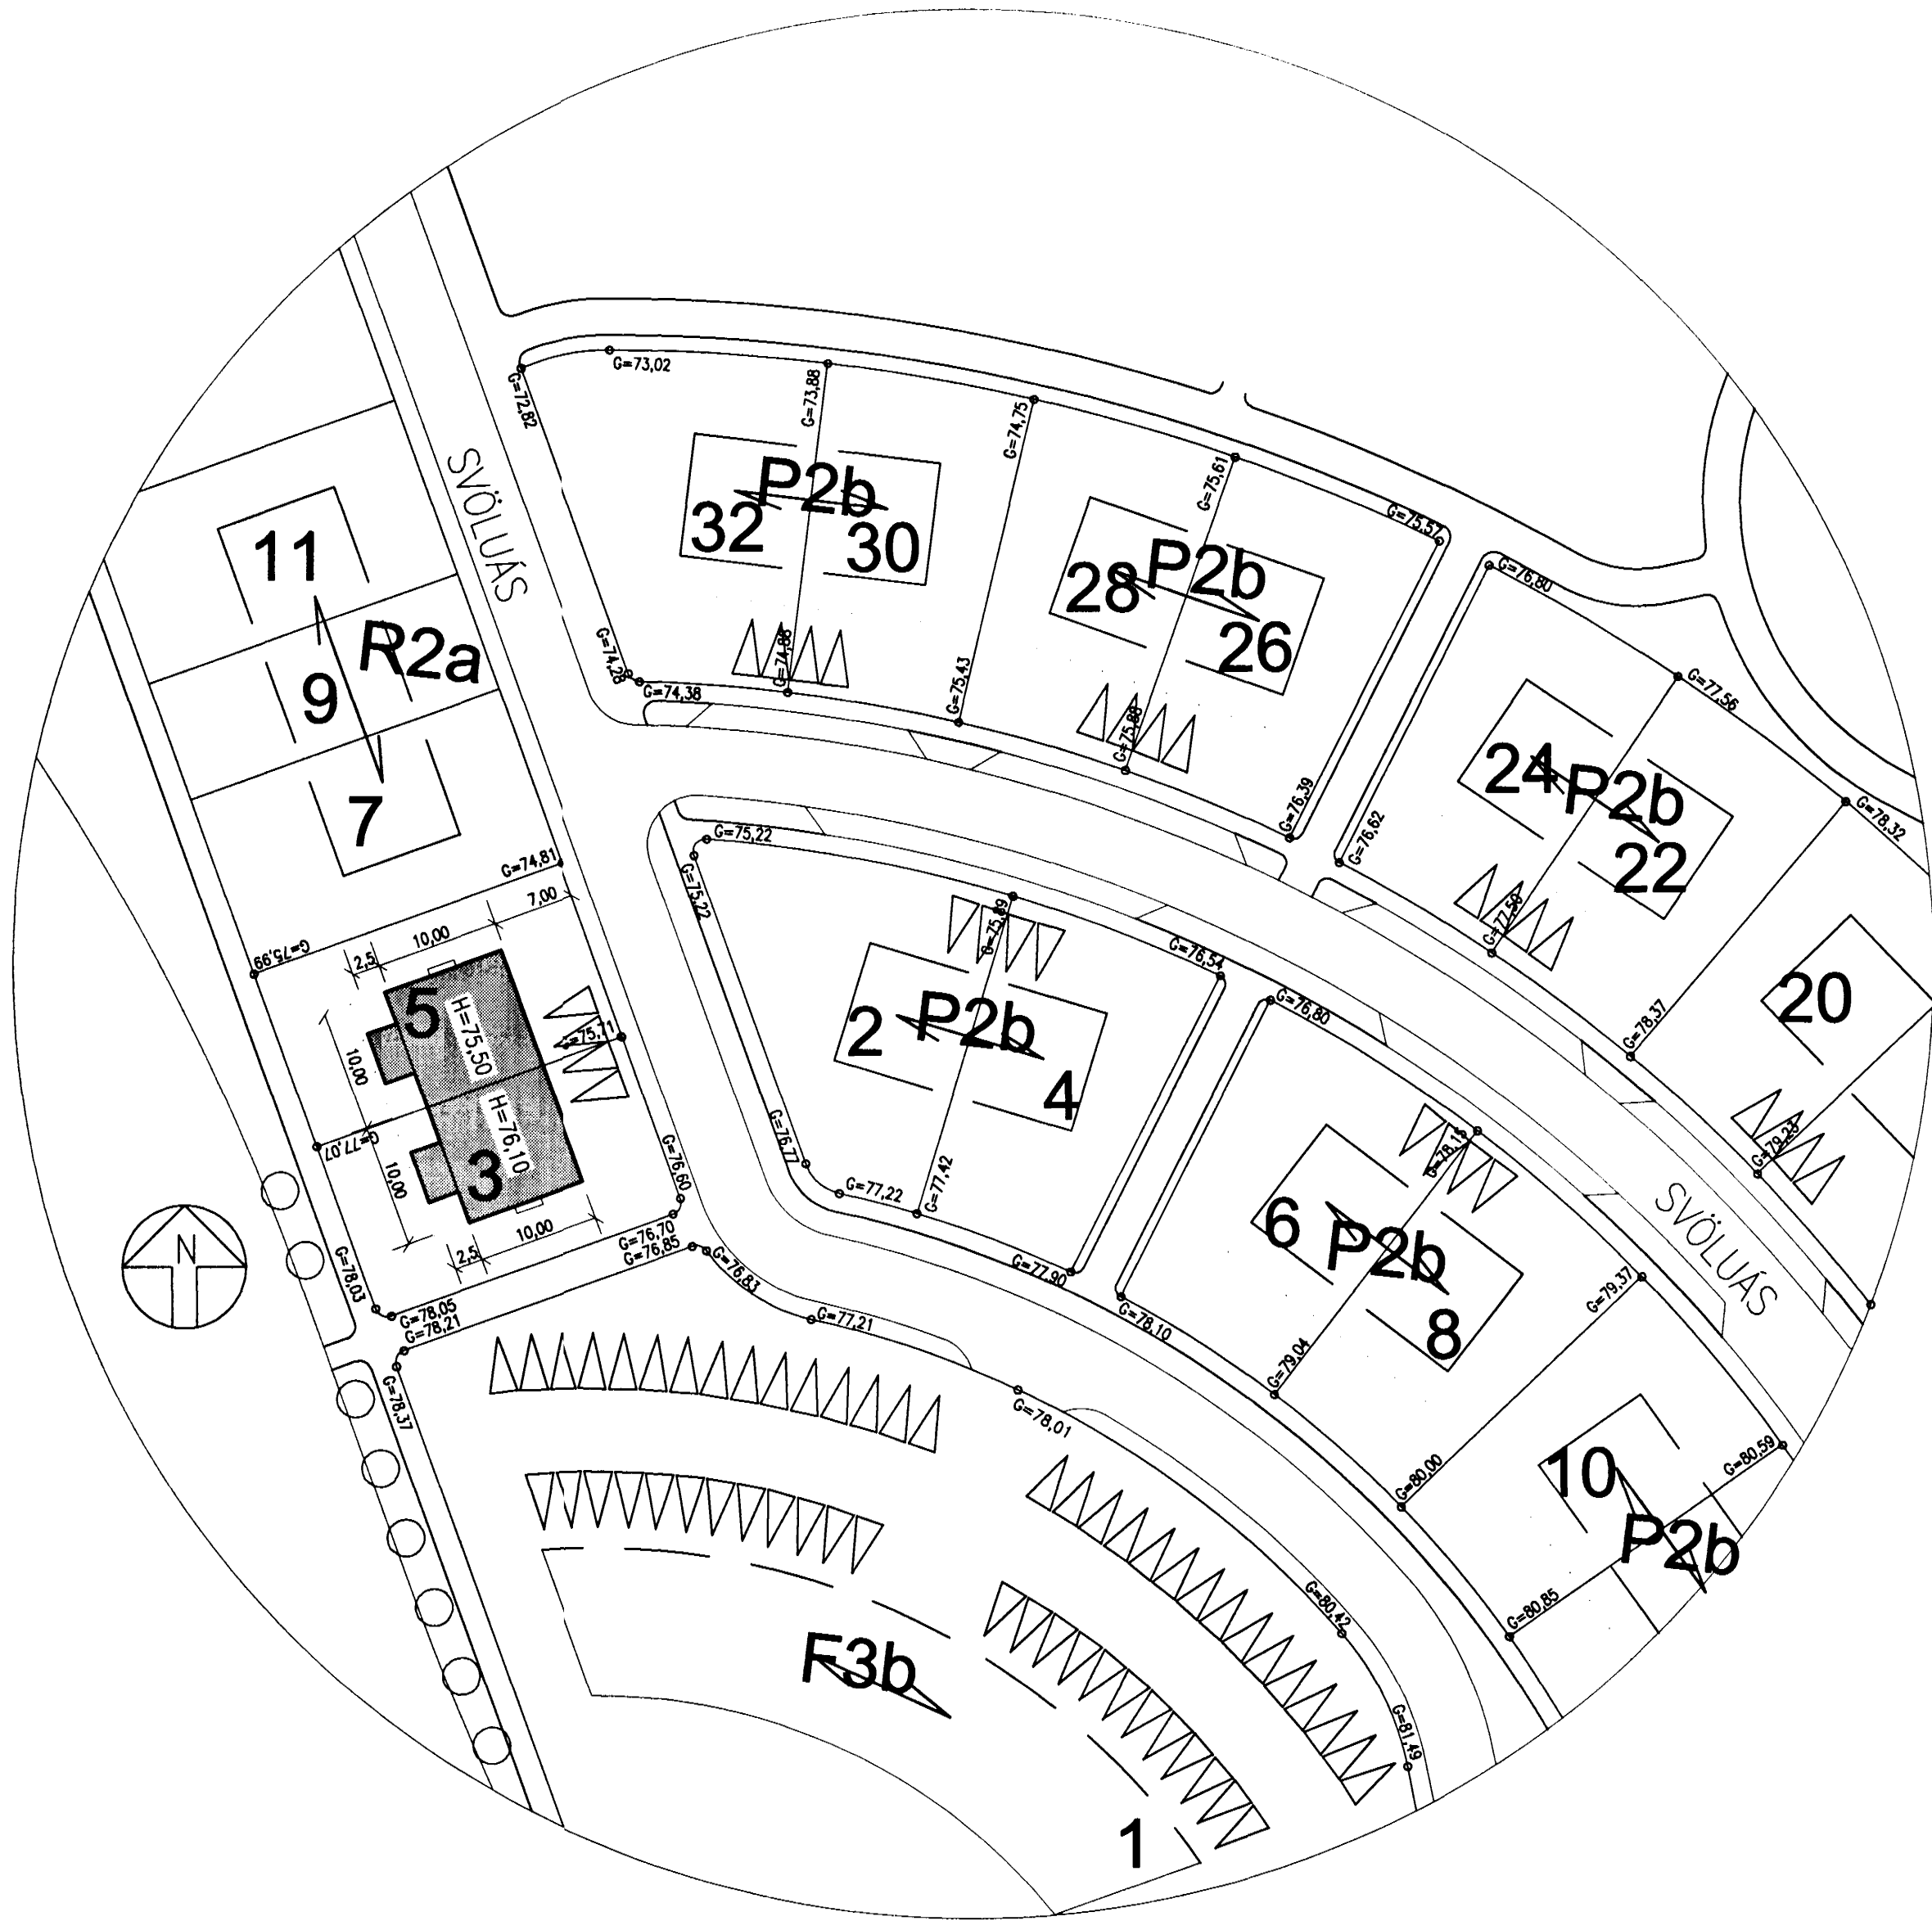 G=73,02
G=72,82
G=73,88
G=74,75
G=75,61
G=75,57
G=76,80
G=77,56
G=78,32
SVÖLUÁS
P2b
32
30
P2b
28
26
11
R2a
9
7
G=74,28
G=74,38
G=74,88
G=75,43
G=75,88
G=76,39
G=76,62
24
P2b
22
G=77,50
G=78,37
20
G=79,23
G=74,81
7,00
10,00
2,5
G=75,99
G=75,22
G=75,22
G=75,89
G=76,54
G=76,80
5
H=75,50
G=75,71
10,00
2
P2b
4
H=76,10
3
G=77,07
10,00
10,00
2,5
G=76,60
G=76,70
G=76,85
G=76,83
G=76,77
G=77,22
G=77,42
G=77,90
G=78,10
G=78,15
6
P2b
8
SVÖLUÁS
G=79,37
G=79,04
N
G=78,03
G=78,05
G=78,21
G=78,37
G=77,21
G=78,01
G=80,00
10
G=80,59
P2b
G=80,85
G=80,42
G=81,49
F3b
1